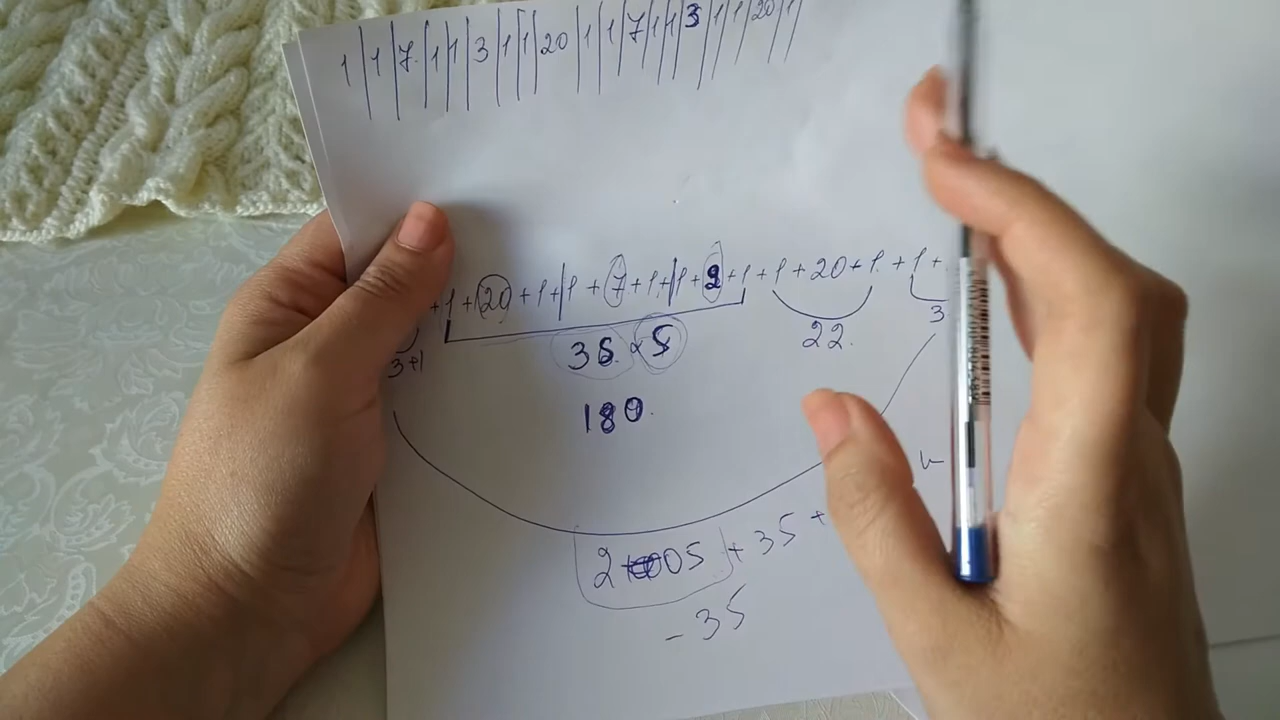 1 | 1 | 7. | 1 | 1 | 3 | 1 | 1 | 20 | 1 | 1 | 7 | 1 | 1 | 3 | 1 | 1 | 20 | 1
+1+20+1+1+7+1+1+2+1+1+20+1+1+
3+1 36×5 22. 3
180.
205+35+
-35